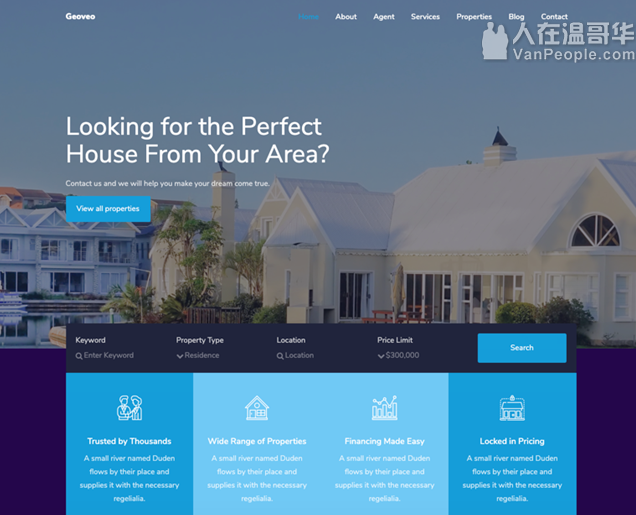 Geoveo
Home About Agent Services Properties Blog Contact
人在温哥华
VanPeople.com
Looking for the Perfect
House From Your Area?
Contact us and we will help you make your dream come true.
View all properties
Keyword Property Type Location Price Limit
Enter Keyword Residence Location $300,000
Search
Trusted by Thousands
A small river named Duden
flows by their place and
supplies it with the necessary
regelialia.
Wide Range of Properties
A small river named Duden
flows by their place and
supplies it with the necessary
regelialia.
Financing Made Easy
A small river named Duden
flows by their place and
supplies it with the necessary
regelialia.
Locked in Pricing
A small river named Duden
flows by their place and
supplies it with the necessary
regelialia.